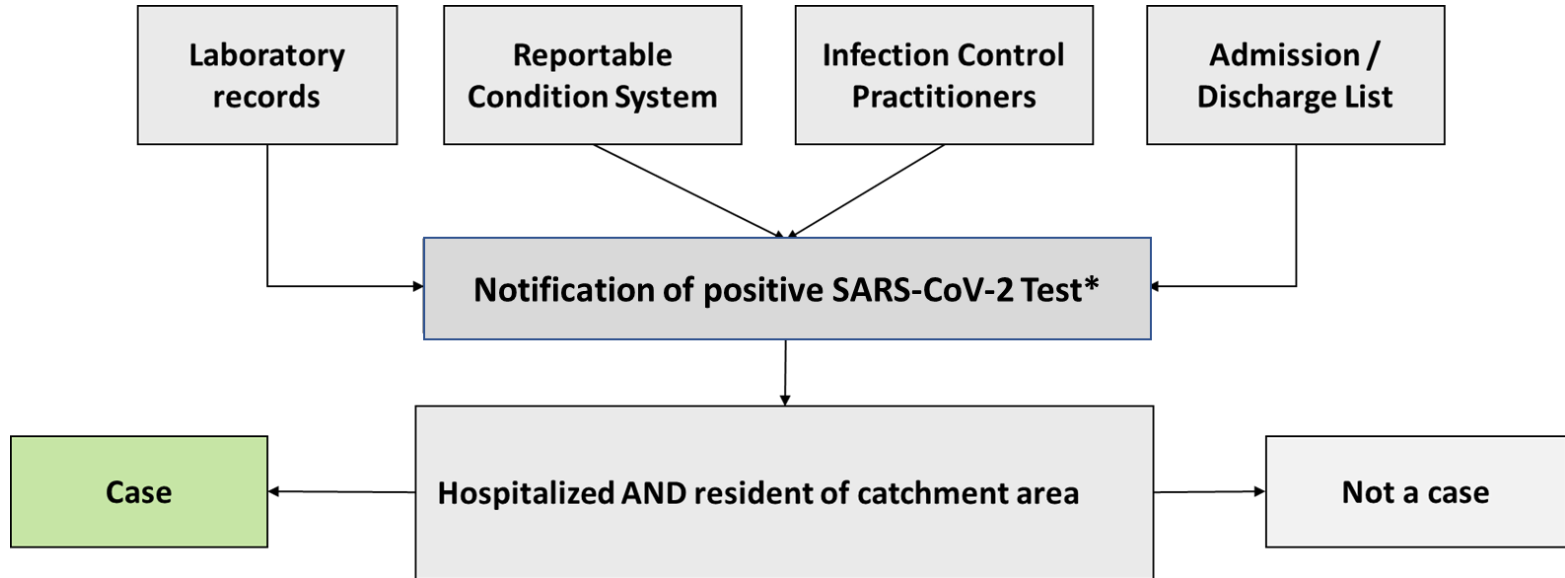 Laboratory
records
Reportable
Condition System
Infection Control
Practitioners
Admission /
Discharge List
Notification of positive SARS-CoV-2 Test*
Case
Hospitalized AND resident of catchment area
Not a case